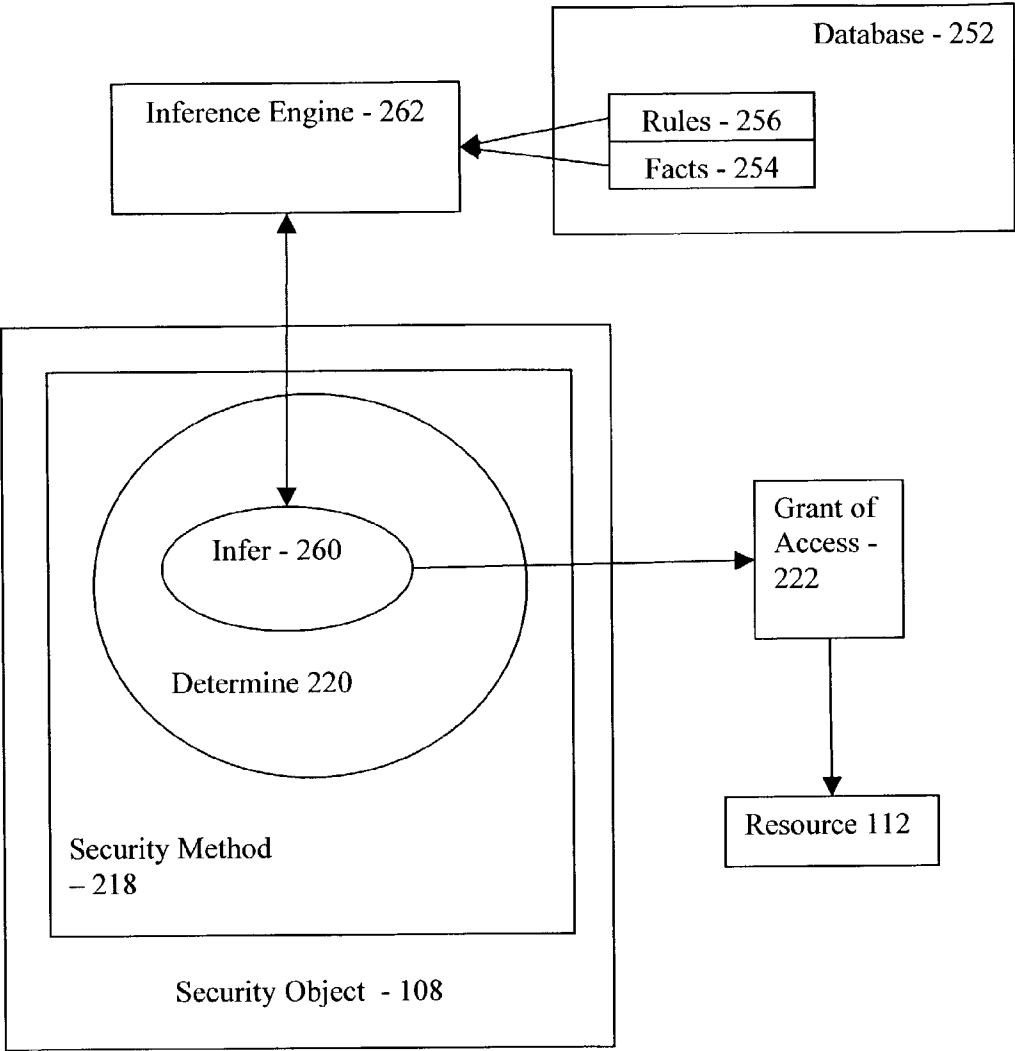 Database - 252
Inference Engine - 262
Rules - 256
Facts - 254
Infer - 260
Grant of
Access -
222
Determine 220
Resource 112
Security Method
– 218
Security Object - 108